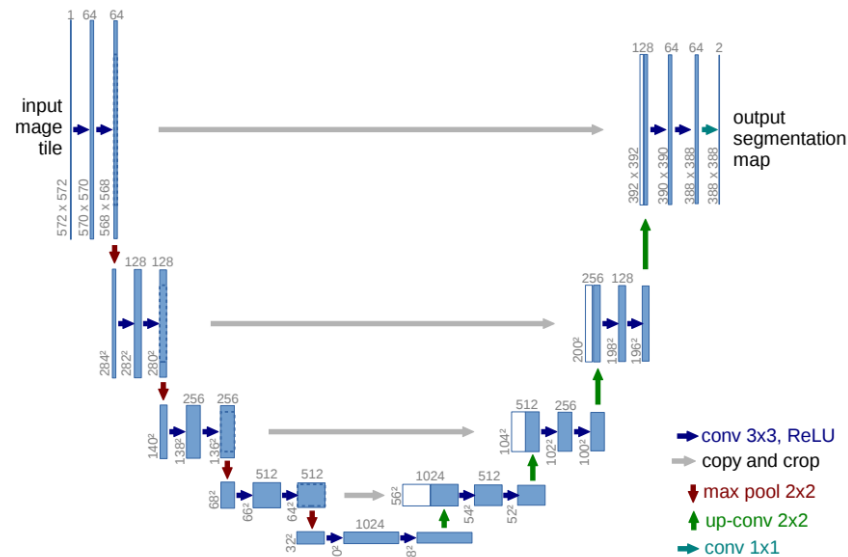 1 64 64
128 64 64 2
input
mage
tile
output
segmentation
map
572 x 572
570 x 570
568 x 568
392 x 392
390 x 390
388 x 388
388 x 388
128 128
256 128
284²
282²
280²
200²
198²
196²
256 256
512 256
140²
138²
136²
104²
102²
100²
512 512
1024 512
68²
66²
64²
56²
54²
52²
1024
32²
0²
8²
conv 3x3, ReLU
copy and crop
max pool 2x2
up-conv 2x2
conv 1x1